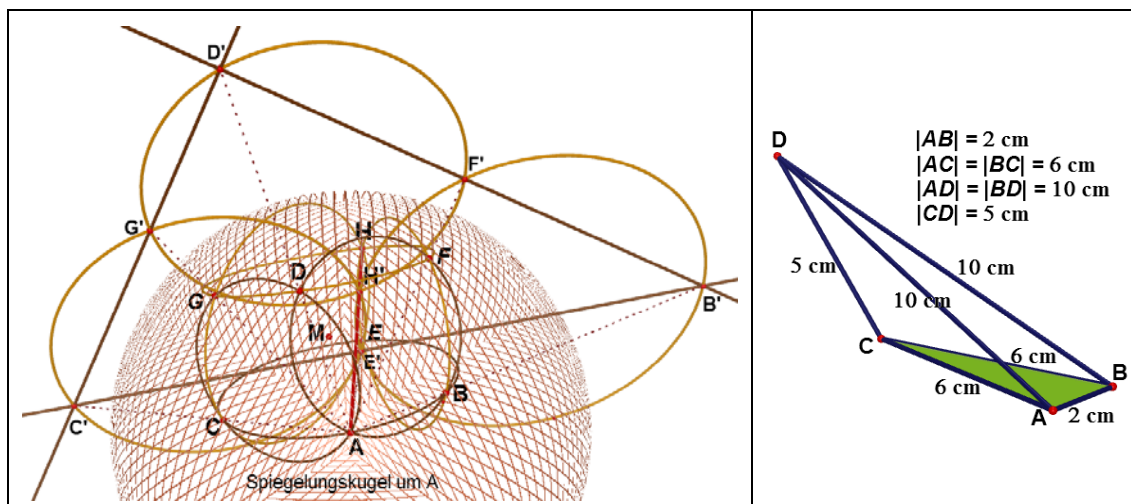 D'
F'
G'
H
F
D
H'
G
M
E
B'
E'
B
C'
C
A
Spiegelungskugel um A
D
|AB| = 2 cm
|AC| = |BC| = 6 cm
|AD| = |BD| = 10 cm
|CD| = 5 cm
5 cm
10 cm
10 cm
C
6 cm
6 cm
B
A
2 cm